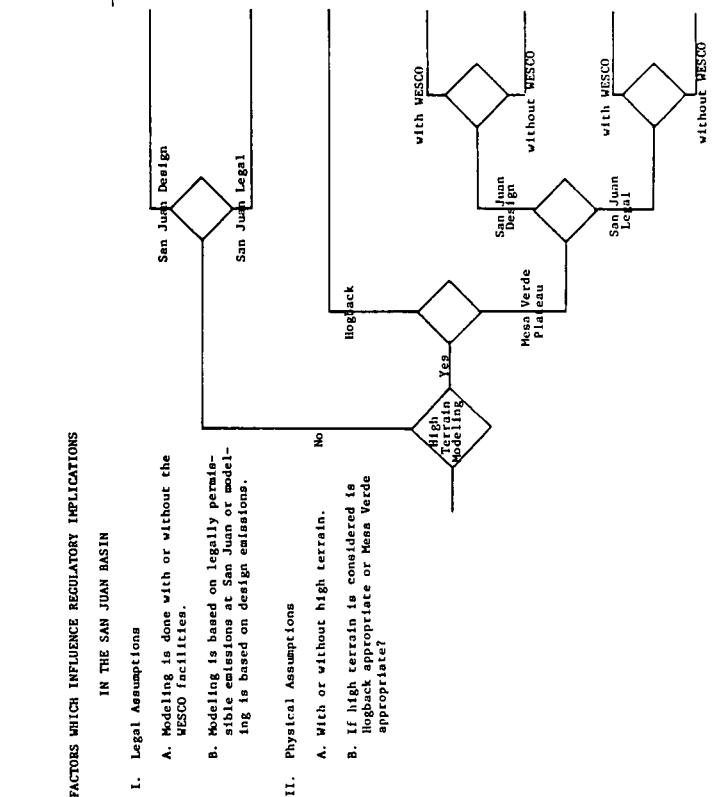 FACTORS WHICH INFLUENCE REGULATORY IMPLICATIONS
IN THE SAN JUAN BASIN
I. Legal Assumptions
A. Modeling is done with or without the
WESCO facilities.
B. Modeling is based on legally permis-
sible emissions at San Juan or model-
ing is based on design emissions.
II. Physical Assumptions
A. With or without high terrain.
B. If high terrain is considered is
Hogback appropriate or Mesa Verde
appropriate?
High
Terrain
Modeling
No
Yes
San Juan Design
San Juan Legal
Hogback
Mesa Verde
Plateau
San Juan
Design
San Juan
Legal
with WESCO
without WESCO
with WESCO
without WESCO